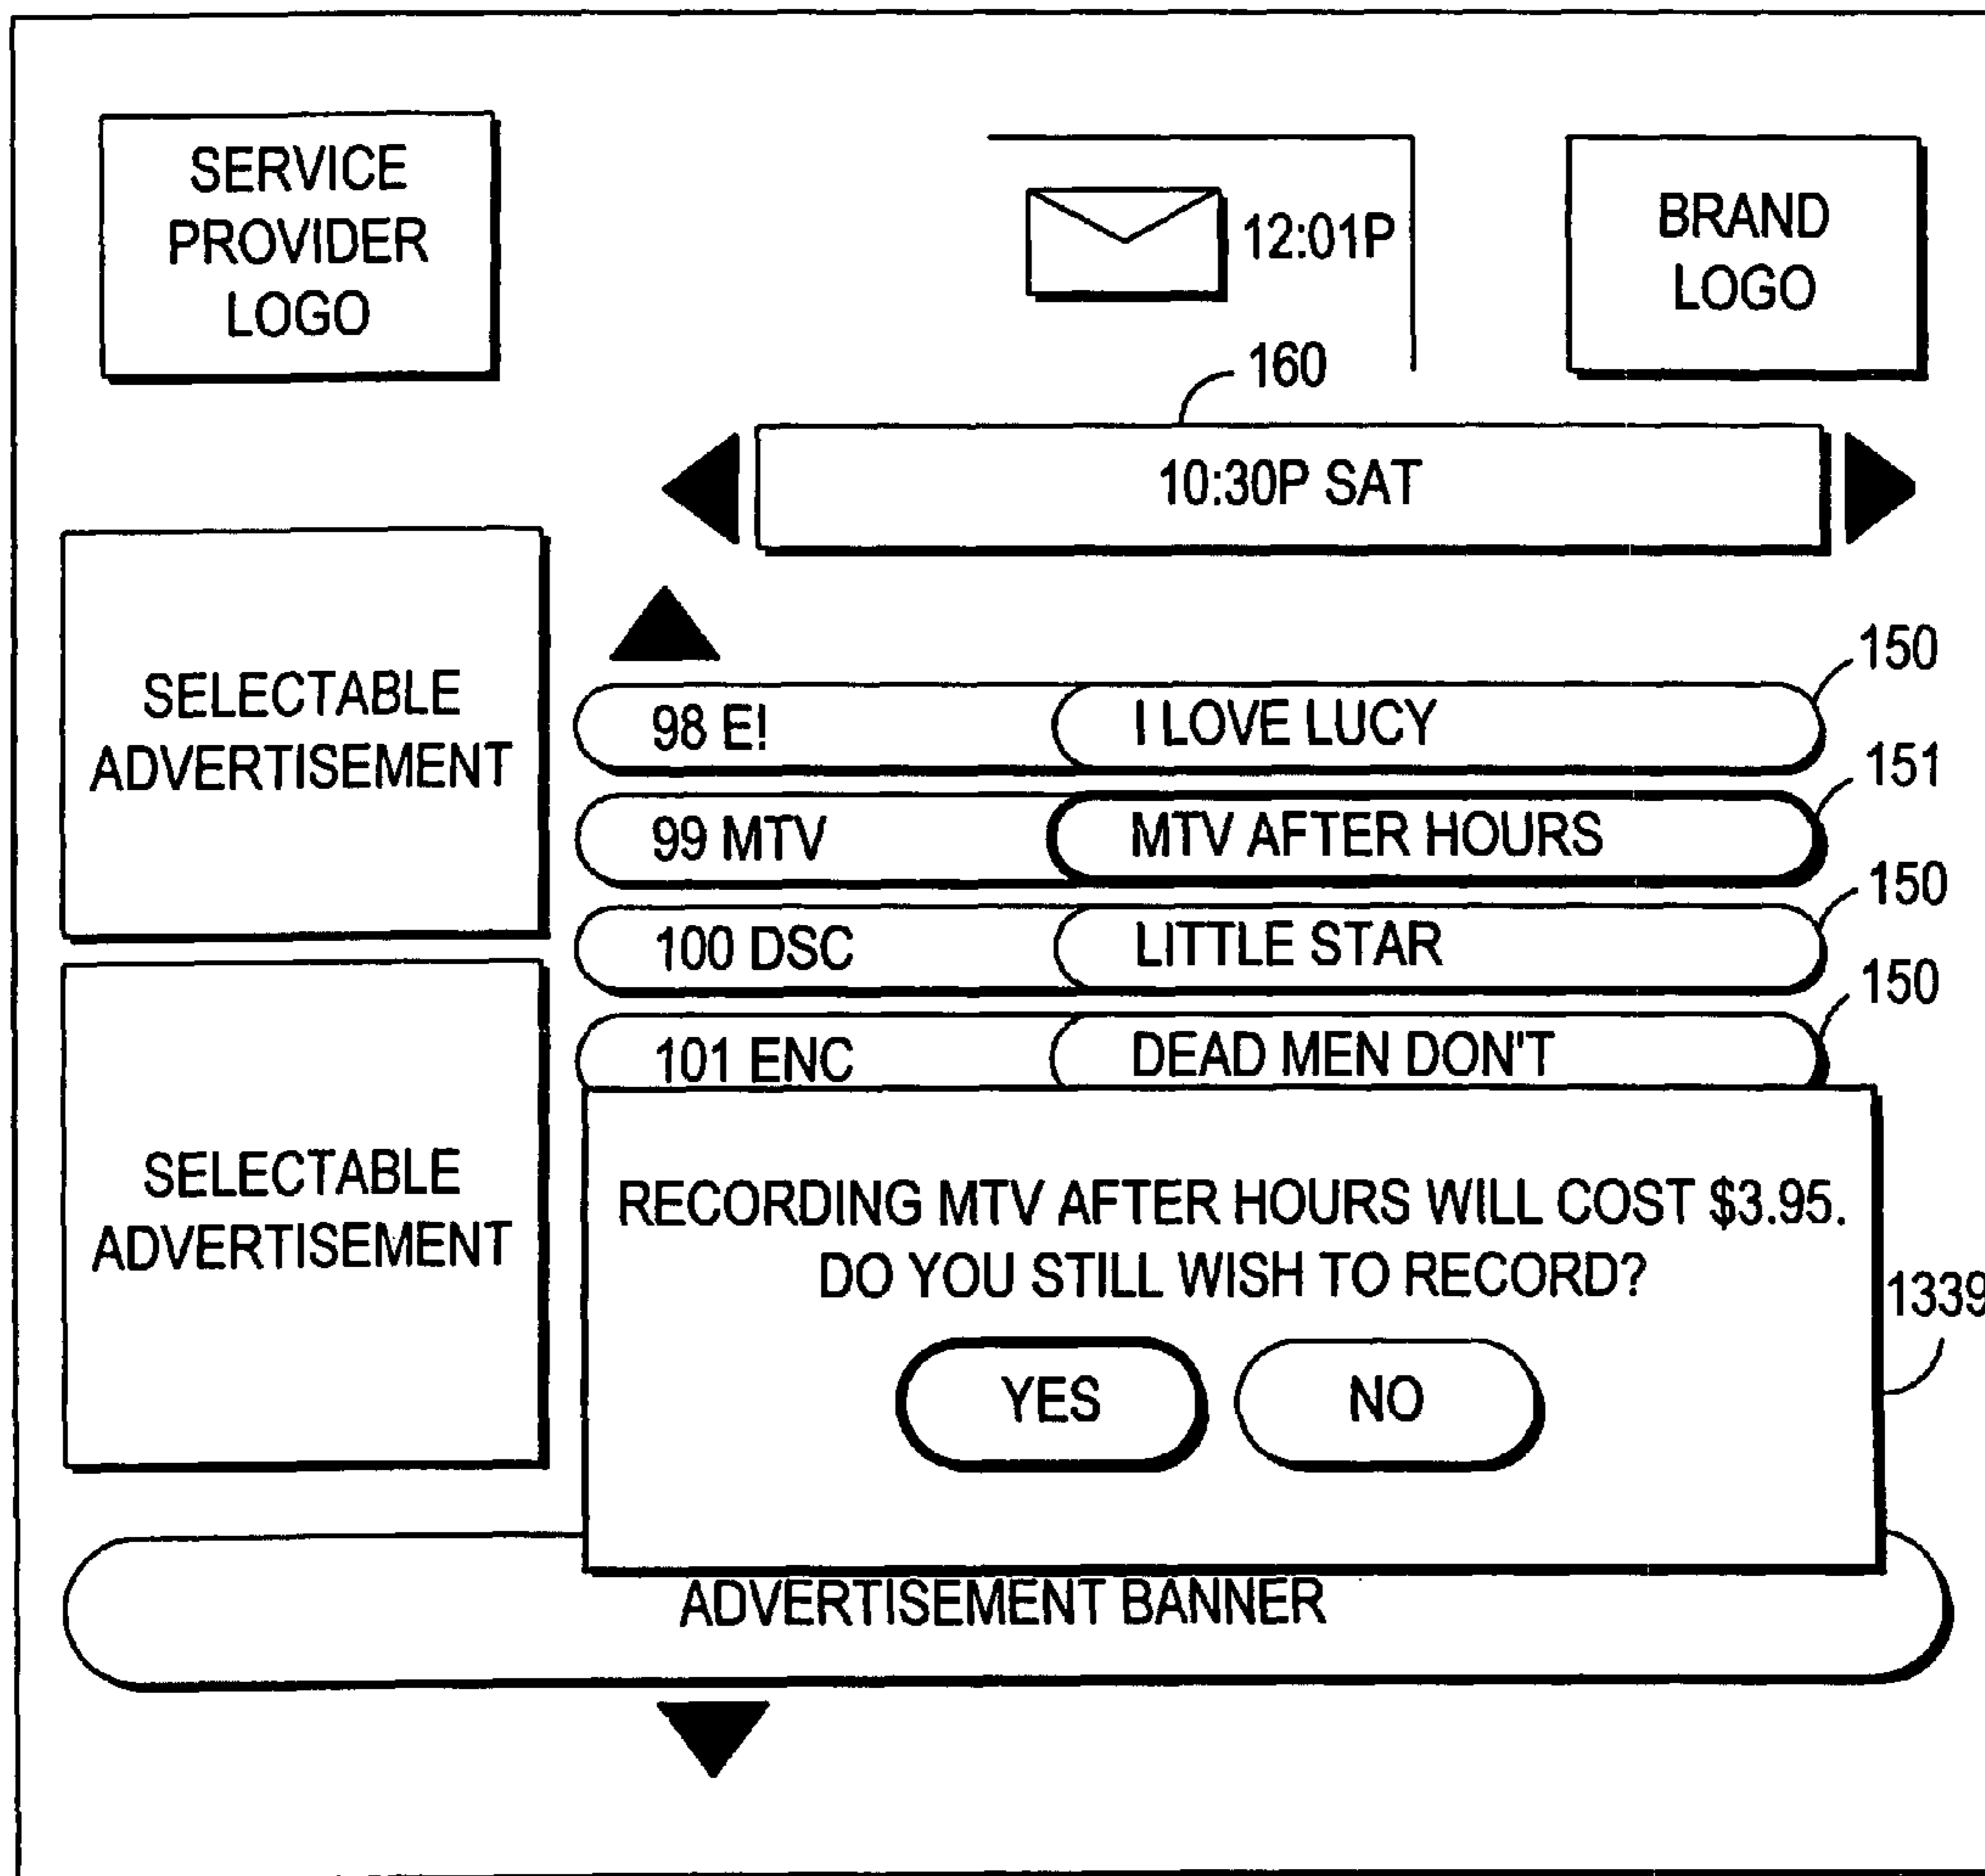 SERVICE
PROVIDER
LOGO
12:01P
BRAND
LOGO
160
10:30P SAT
SELECTABLE
ADVERTISEMENT
150
98 E! I LOVE LUCY
151
99 MTV MTV AFTER HOURS
150
100 DSC LITTLE STAR
150
101 ENC DEAD MEN DON'T
SELECTABLE
ADVERTISEMENT
RECORDING MTV AFTER HOURS WILL COST $3.95.
DO YOU STILL WISH TO RECORD?
1339
YES NO
ADVERTISEMENT BANNER